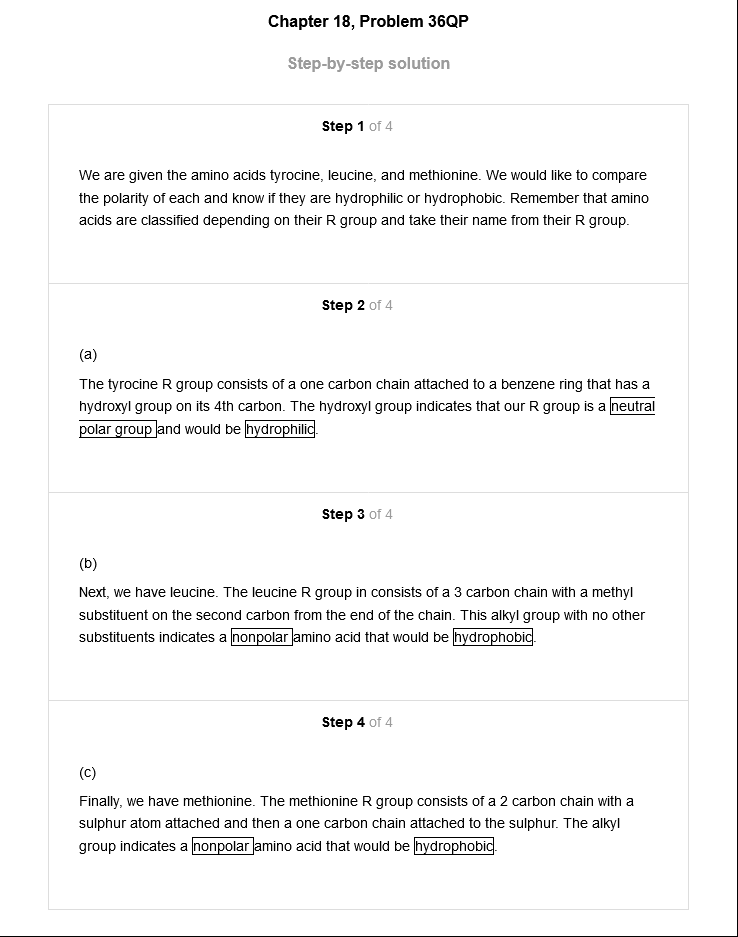 Chapter 18, Problem 36QP
Step-by-step solution
Step 1 of 4
We are given the amino acids tyrocine, leucine, and methionine. We would like to compare
the polarity of each and know if they are hydrophilic or hydrophobic. Remember that amino
acids are classified depending on their R group and take their name from their R group.
Step 2 of 4
(a)
The tyrocine R group consists of a one carbon chain attached to a benzene ring that has a
hydroxyl group on its 4th carbon. The hydroxyl group indicates that our R group is a neutral
polar group and would be hydrophilic.
Step 3 of 4
(b)
Next, we have leucine. The leucine R group in consists of a 3 carbon chain with a methyl
substituent on the second carbon from the end of the chain. This alkyl group with no other
substituents indicates a nonpolar amino acid that would be hydrophobic.
Step 4 of 4
(c)
Finally, we have methionine. The methionine R group consists of a 2 carbon chain with a
sulphur atom attached and then a one carbon chain attached to the sulphur. The alkyl
group indicates a nonpolar amino acid that would be hydrophobic.